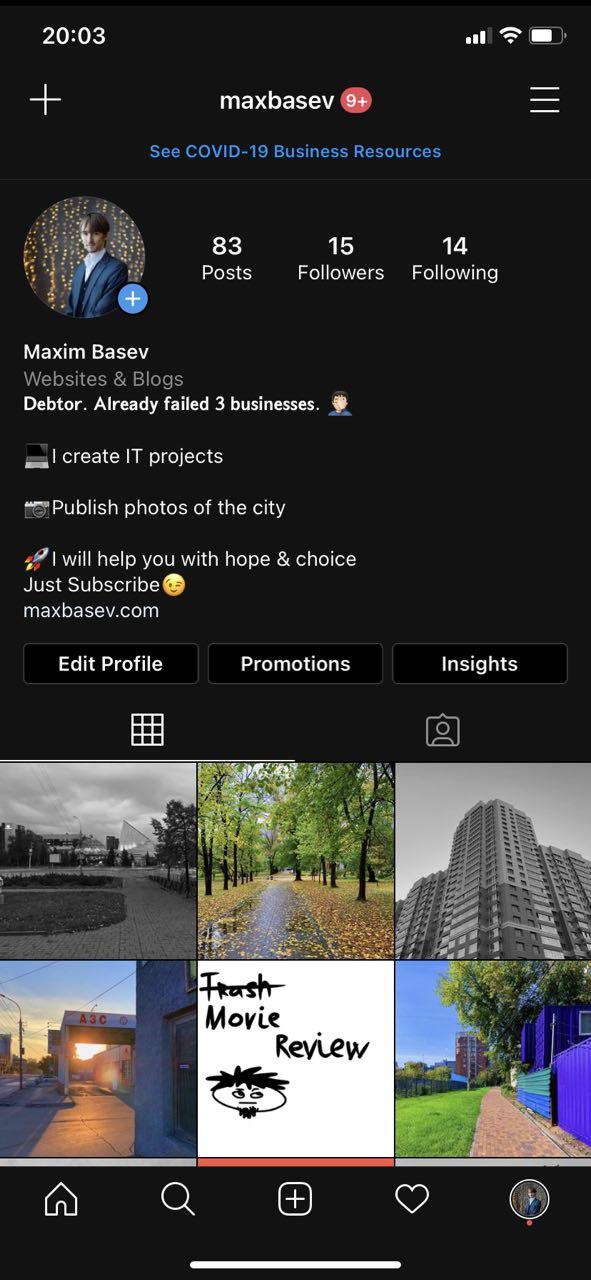 20:03
maxbasev 9+
See COVID-19 Business Resources
83 15 14
Posts Followers Following
Maxim Basev
Websites & Blogs
Debtor. Already failed 3 businesses. 🤦🏻‍♂️
💻I create IT projects
📷Publish photos of the city
🚀I will help you with hope & choice
Just Subscribe😉
maxbasev.com
Edit Profile Promotions Insights
АЗС
Trash
Movie
Review